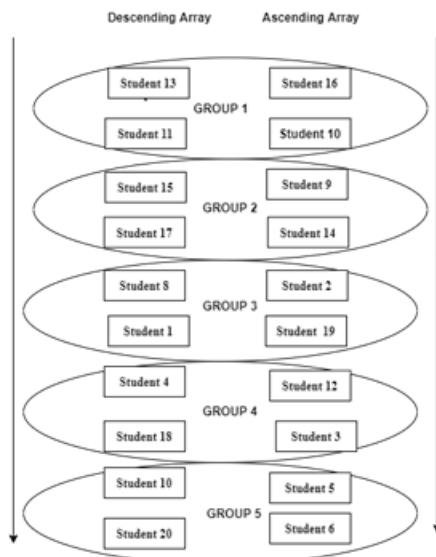 Descending Array Ascending Array
Student 13 Student 16
GROUP 1
Student 11 Student 10
Student 15 Student 9
GROUP 2
Student 17 Student 14
Student 8 Student 2
GROUP 3
Student 1 Student 19
Student 4 Student 12
GROUP 4
Student 18 Student 3
Student 10 Student 5
GROUP 5
Student 20 Student 6